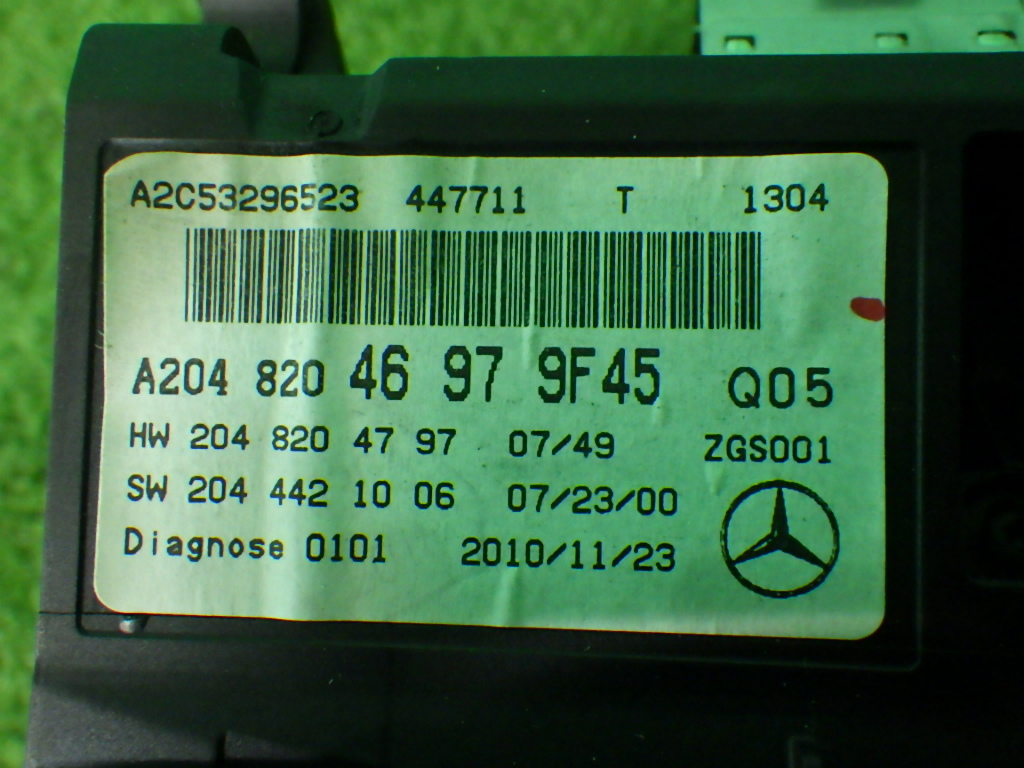 A2C53296523 447711 T 1304
A204 820 46 97 9F45 Q05
HW 204 820 47 97 07/49 ZGS001
SW 204 442 10 06 07/23/00
Diagnose 0101 2010/11/23